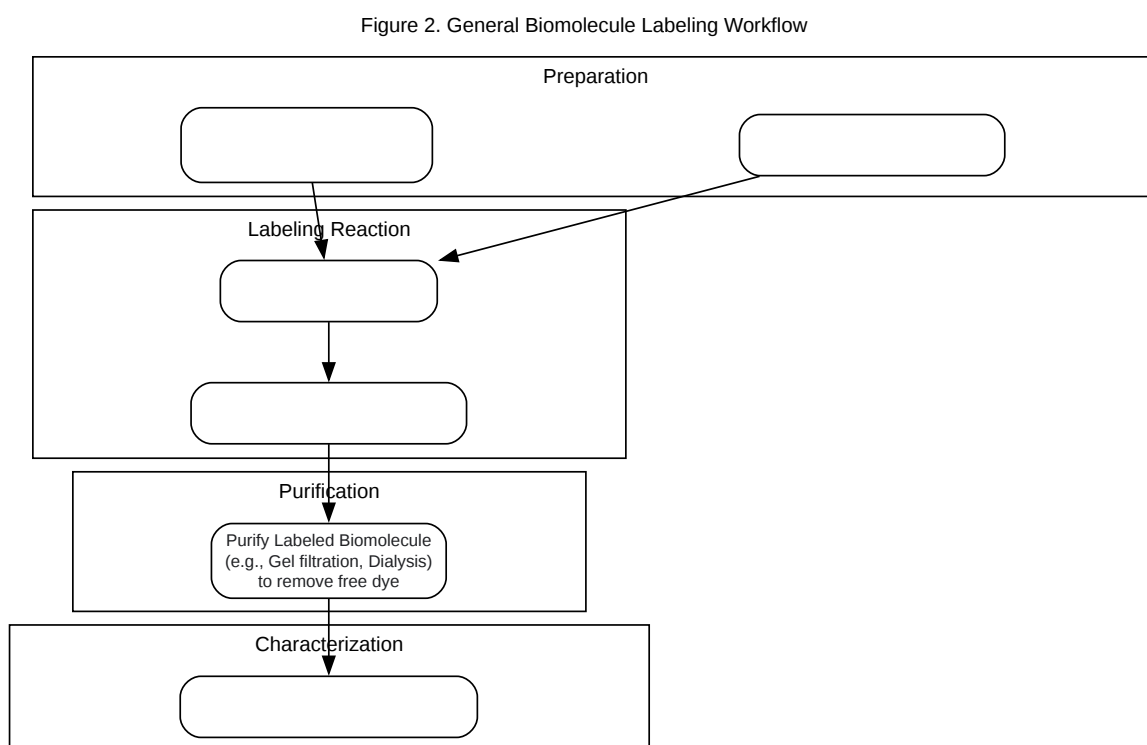 Figure 2. General Biomolecule Labeling Workflow
Preparation
Labeling Reaction
Purification
Purify Labeled Biomolecule
(e.g., Gel filtration, Dialysis)
to remove free dye
Characterization